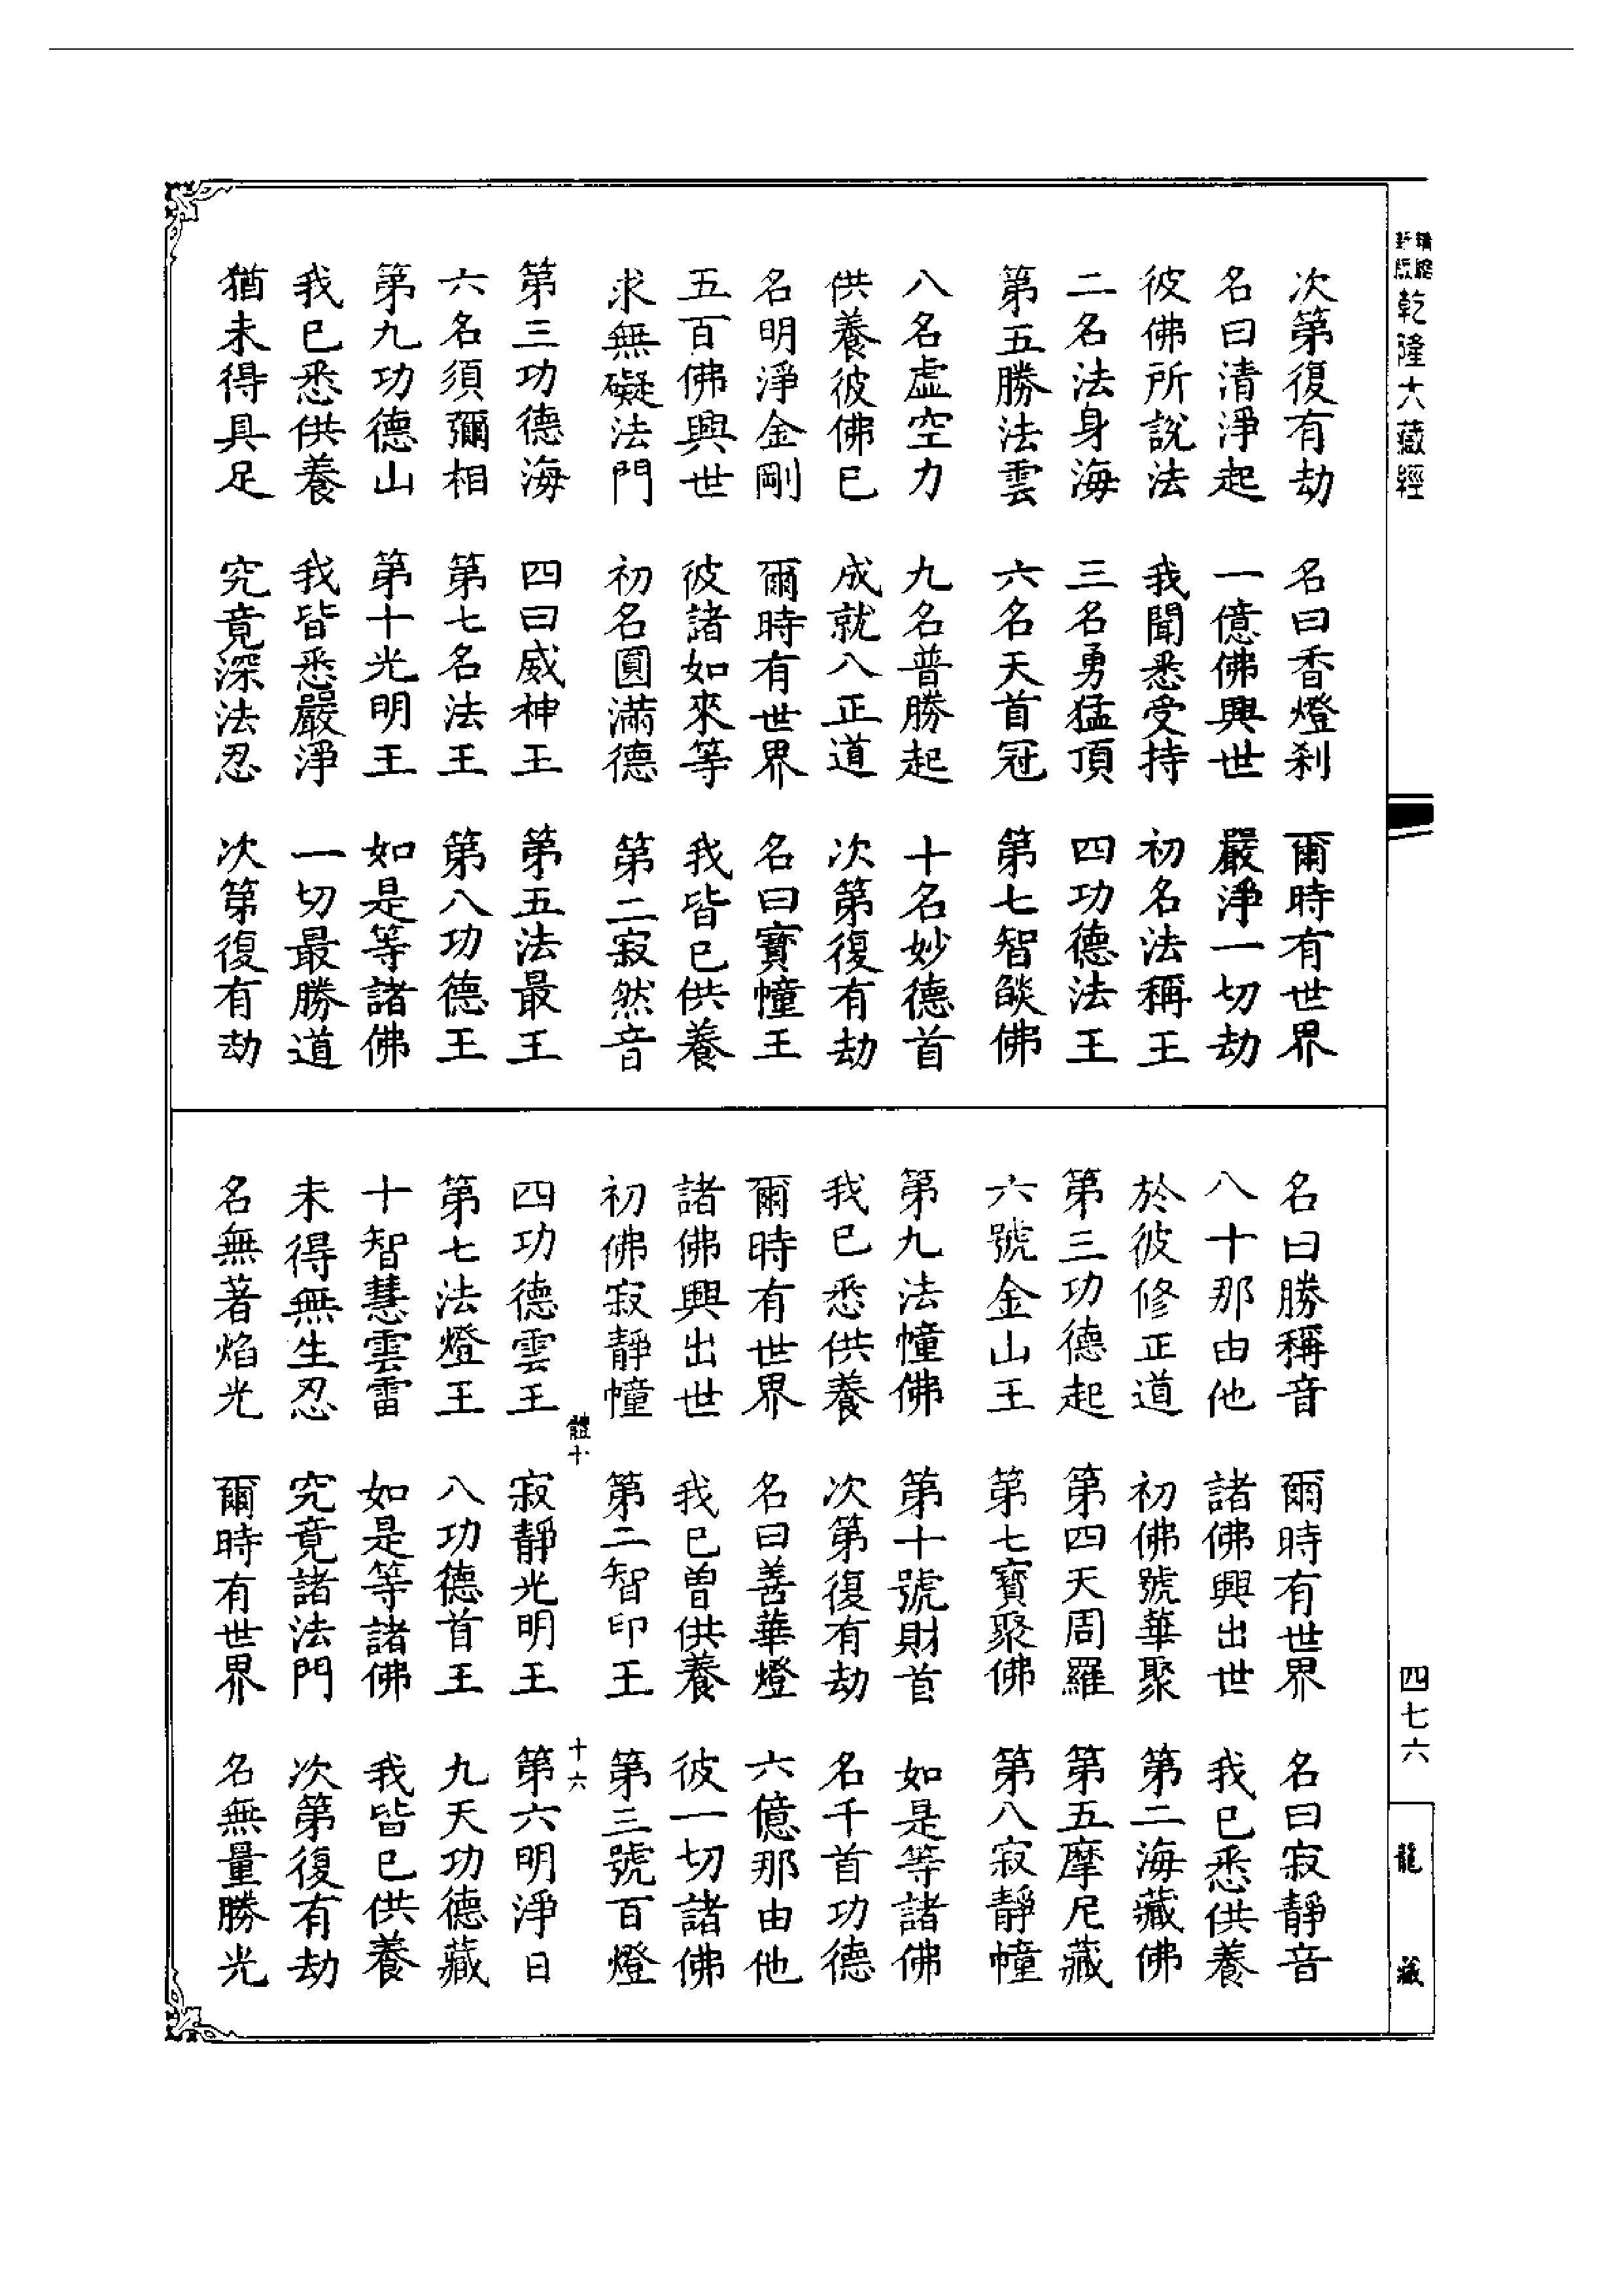 乾隆大藏經
次第復有劫　名曰香燈刹　爾時有世界
名曰清淨起　一億佛興世　嚴淨一切劫
彼佛所說法　我聞悉受持　初名法稱王
二名法身海　三名勇猛頂　四功德法王
第五勝法雲　六名天首冠　第七智燄佛
八名虛空力　九名普勝起　十名妙德首
供養彼佛已　成就八正道　次第復有劫
名明淨金剛　爾時有世界　名曰寶幢王
五百佛興世　彼諸如來等　我皆已供養
求無礙法門　初名圓滿德　第二寂然音
第三功德海　四曰威神王　第五法最王
六名須彌相　第七名法王　第八功德王
第九功德山　第十光明王　如是等諸佛
我已悉供養　我皆悉嚴淨　一切最勝道
猶未得具足　究竟深法忍　次第復有劫
名曰勝稱音　爾時有世界　名曰寂靜音
八十那由他　諸佛興出世　我已悉供養
於彼修正道　初佛號華聚　第二海藏佛
第三功德起　第四天周羅　第五摩尼藏
六號金山王　第七寶聚佛　第八寂靜幢
第九法幢佛　第十號財首　如是等諸佛
我已悉供養　次第復有劫　名千首功德
爾時有世界　名曰善華燈　六億那由他
諸佛興出世　我已曾供養　彼一切諸佛
初佛寂靜幢　第二智印王　第三號百燈
體十　十六
四功德雲王　寂靜光明王　第六明淨日
第七法燈王　八功德首王　九天功德藏
十智慧雲雷　如是等諸佛　我皆已供養
未得無生忍　究竟諸法門　次第復有劫
名無著焰光　爾時有世界　名無量勝光
四七六
龍藏